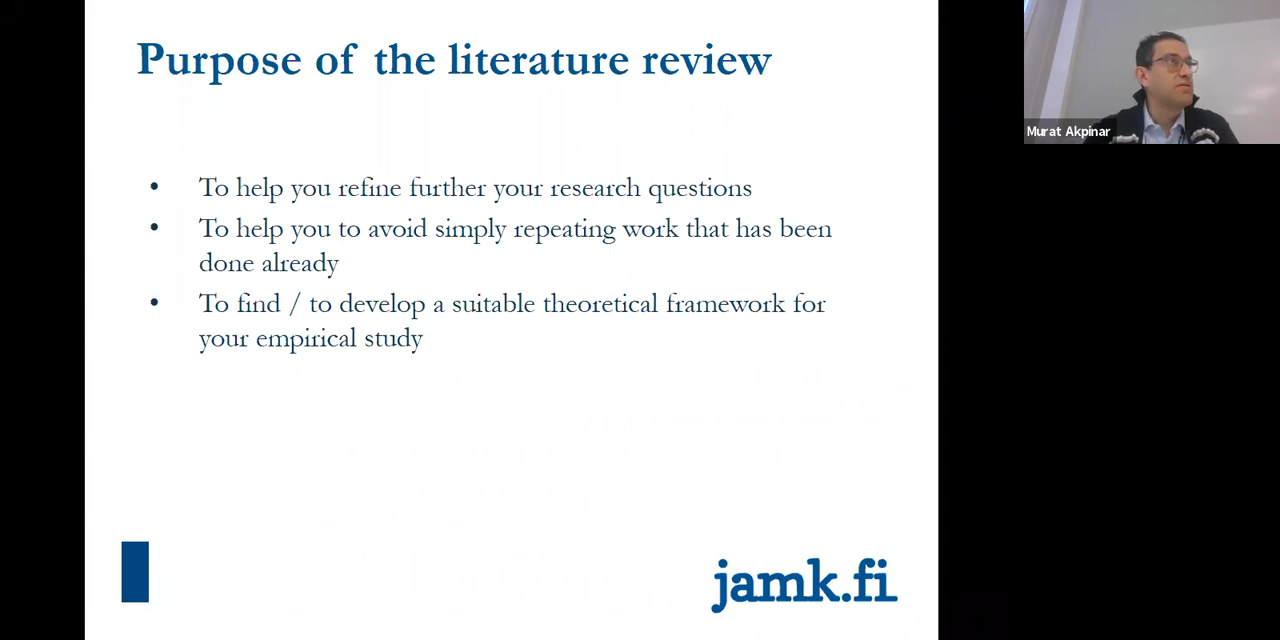 Purpose of the literature review
Murat Akpinar
• To help you refine further your research questions
• To help you to avoid simply repeating work that has been
done already
• To find / to develop a suitable theoretical framework for
your empirical study
jamk.fi